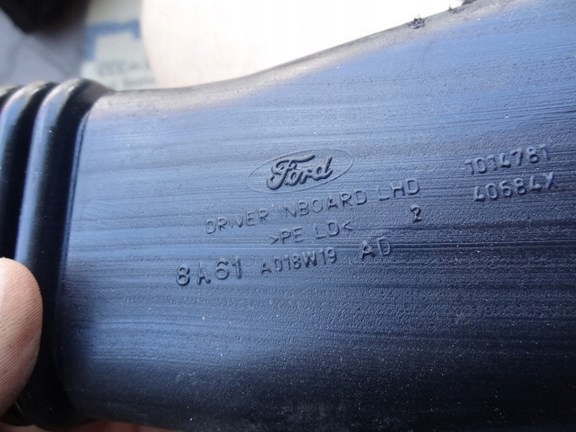 Ford
1014781
DRIVER INBOARD LHD
40684X
>PE LD<
2
8A61 A018W19 AD